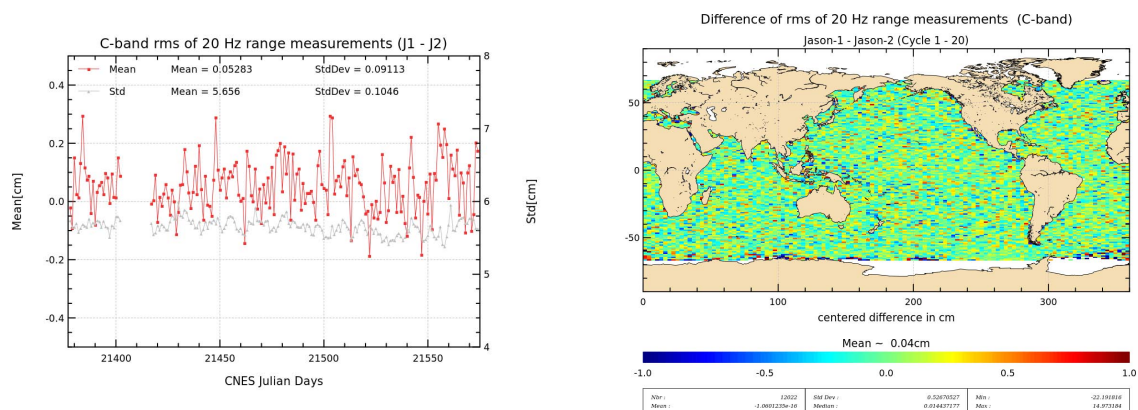 C-band rms of 20 Hz range measurements (J1 - J2)
Mean Mean = 0.05283 StdDev = 0.09113
Std Mean = 5.656 StdDev = 0.1046
0.4
0.2
0.0
-0.2
-0.4
Mean[cm]
8
7
6
5
4
Std[cm]
21400 21450 21500 21550
CNES Julian Days
Difference of rms of 20 Hz range measurements (C-band)
Jason-1 - Jason-2 (Cycle 1 - 20)
50
0
-50
0 100 200 300
centered difference in cm
Mean ~ 0.04cm
-1.0 -0.5 0.0 0.5 1.0
Nbr : 12022 Std Dev : 0.52670527 Min : -22.191816
Mean : -1.0601235e-16 Median : 0.014437177 Max : 14.973184